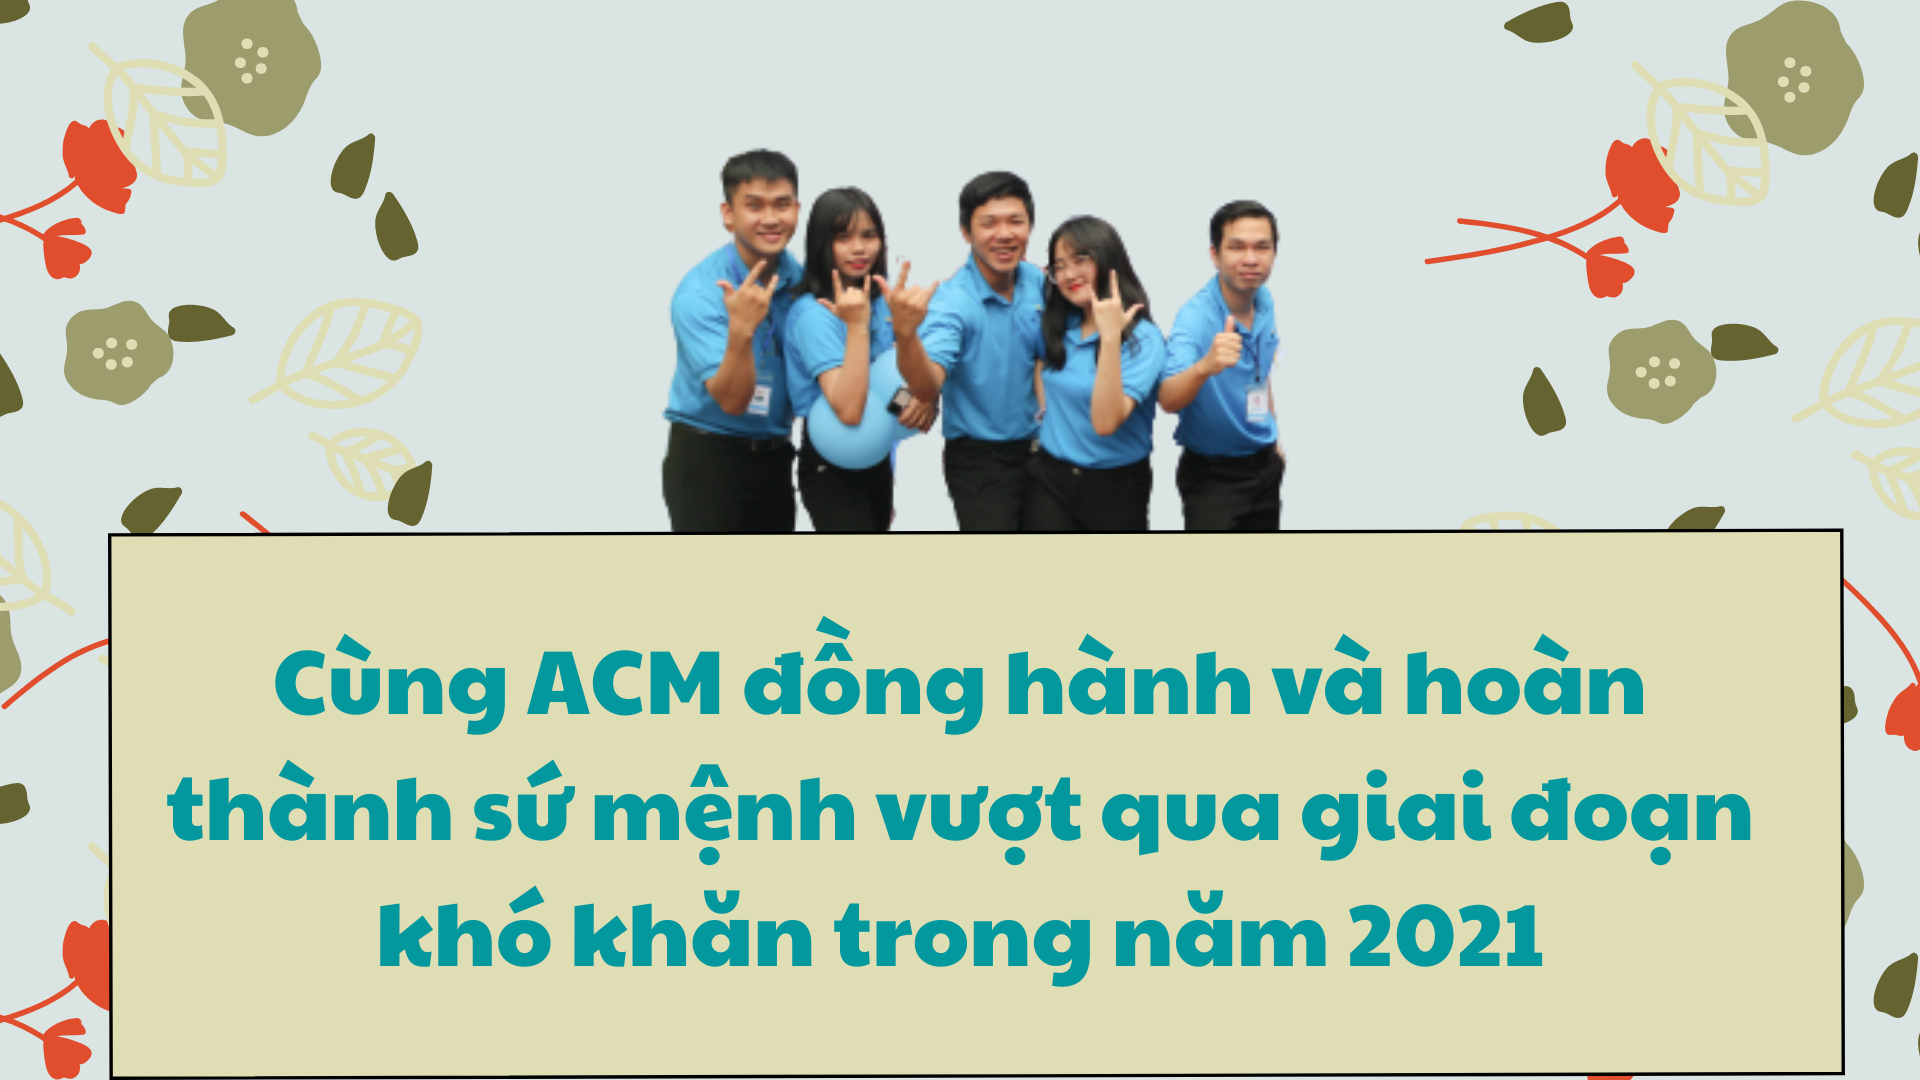 Cùng ACM đồng hành và hoàn
thành sứ mệnh vượt qua giai đoạn
khó khăn trong năm 2021